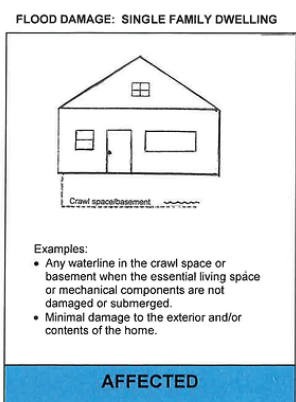 FLOOD DAMAGE: SINGLE FAMILY DWELLING
Crawl space/basement
Examples:
• Any waterline in the crawl space or
basement when the essential living space
or mechanical components are not
damaged or submerged.
• Minimal damage to the exterior and/or
contents of the home.
AFFECTED